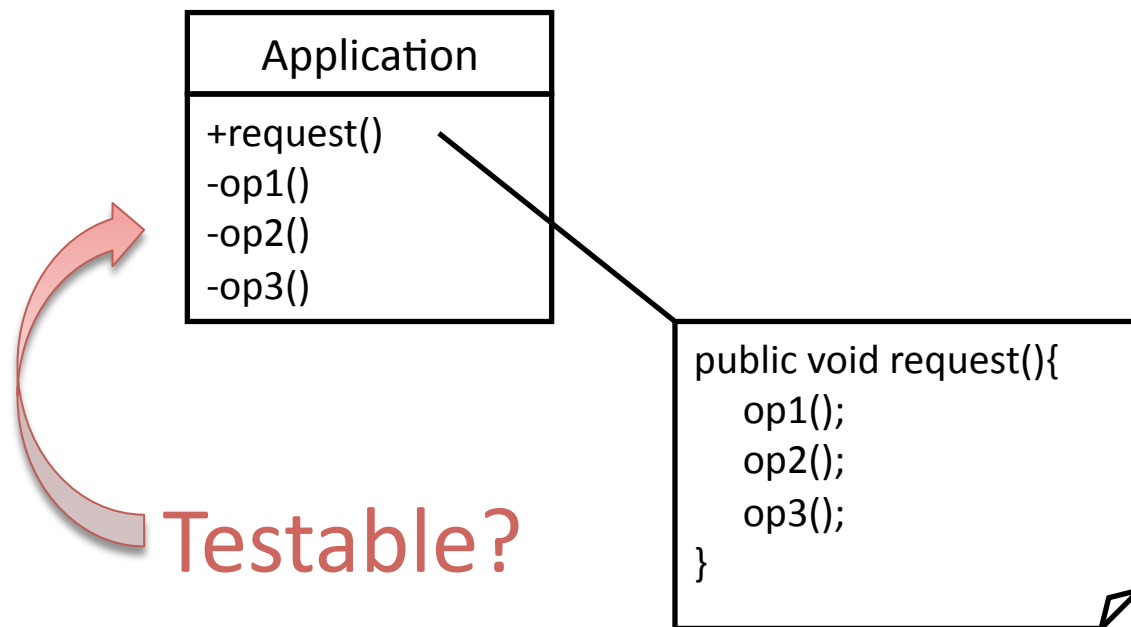 Application
+request()
-op1()
-op2()
-op3()
public void request(){
op1();
op2();
op3();
}
Testable?